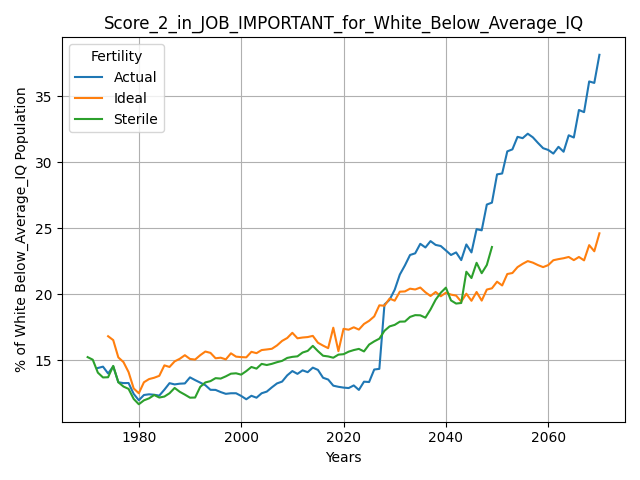 Score_2_in_JOB_IMPORTANT_for_White_Below_Average_IQ
Fertility
Actual
Ideal
Sterile
% of White Below_Average_IQ Population
35
30
25
20
15
1980
2000
2020
2040
2060
Years